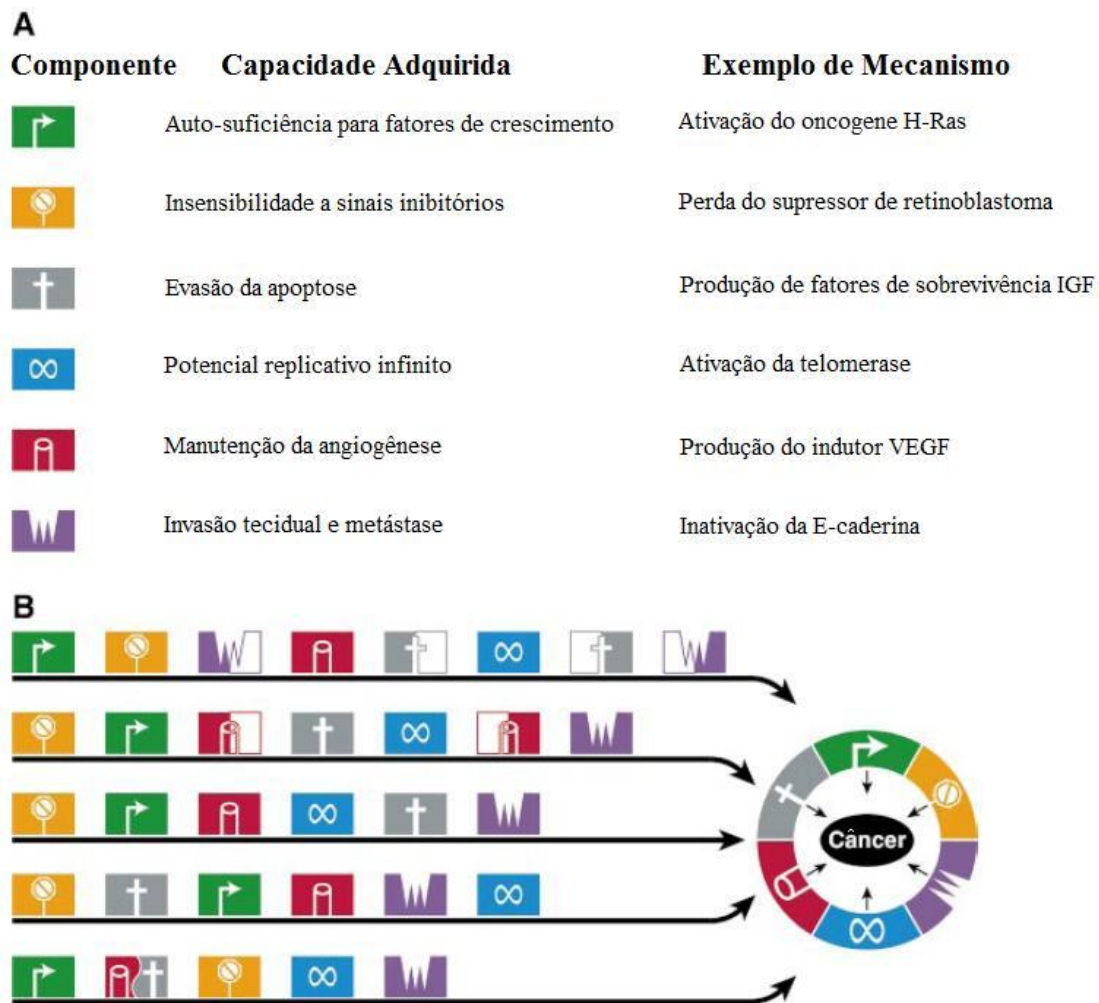 A
Componente Capacidade Adquirida Exemplo de Mecanismo
Auto-suficiência para fatores de crescimento Ativação do oncogene H-Ras
Insensibilidade a sinais inibitórios Perda do supressor de retinoblastoma
Evasão da apoptose Produção de fatores de sobrevivência IGF
Potencial replicativo infinito Ativação da telomerase
Manutenção da angiogênese Produção do indutor VEGF
Invasão tecidual e metástase Inativação da E-caderina
B
Câncer